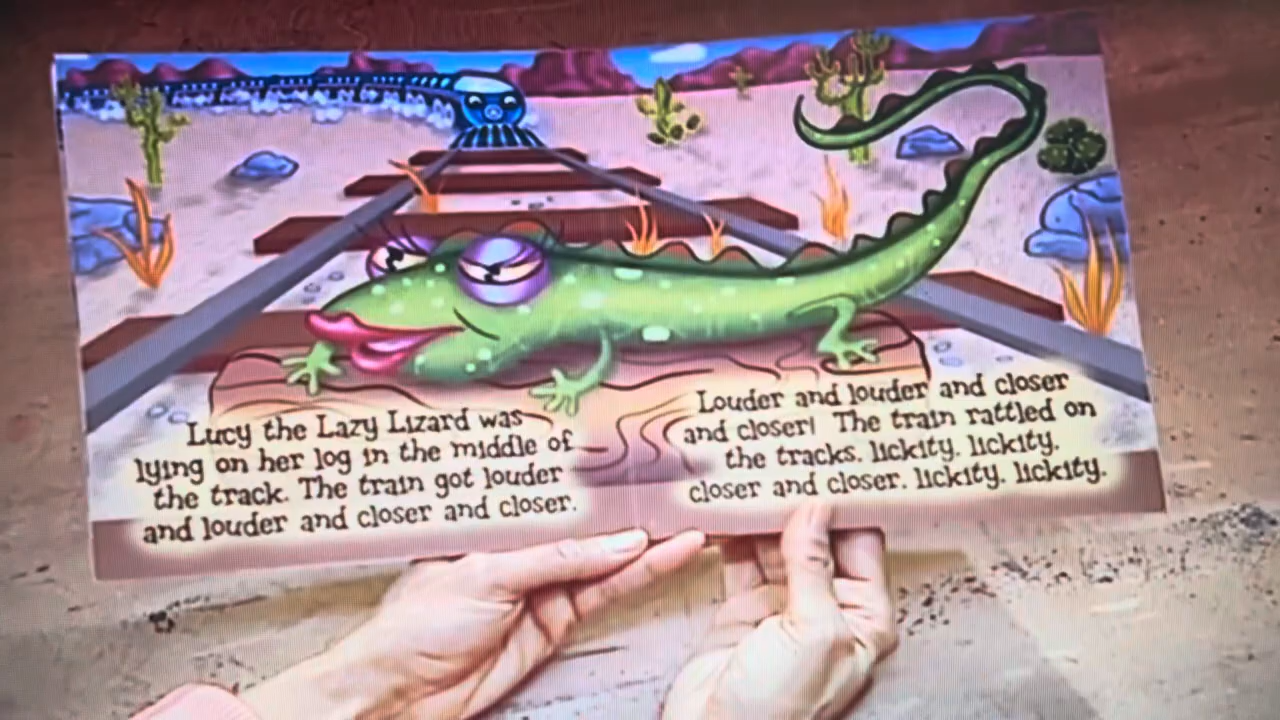 Lucy the Lazy Lizard was
lying on her log in the middle of
the track. The train got louder
and louder and closer and closer.
Louder and louder and closer
and closer! The train rattled on
the tracks. lickity. lickity.
closer and closer. lickity. lickity.